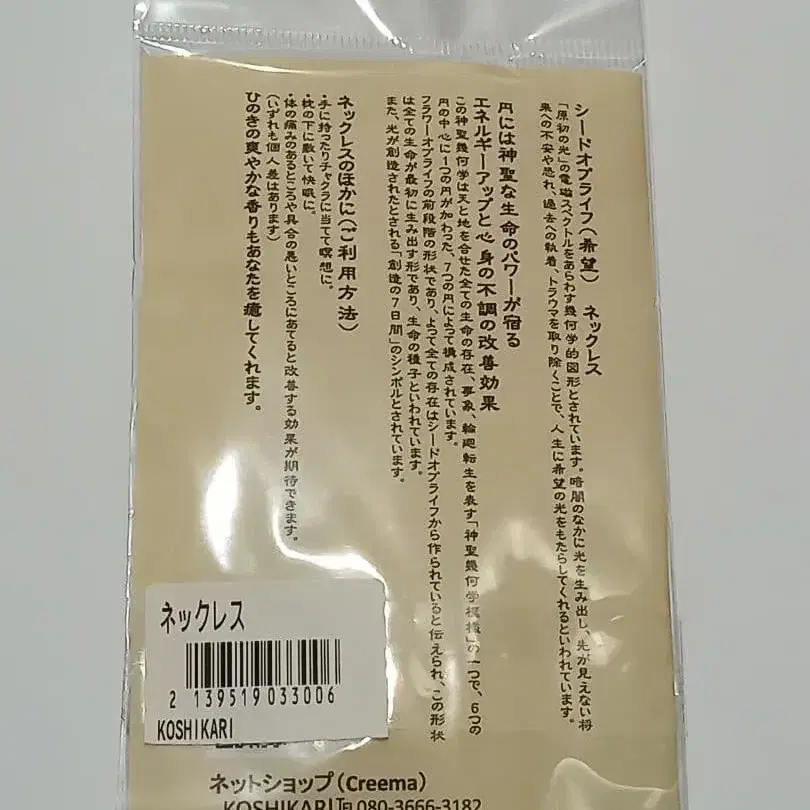 シードオブライフ(希望) ネックレス
「原初の光」の電磁スペクトルをあらわす幾何学的図形とされています。暗闇のなかに光を生み出し、先が見えない将
来への不安や恐れ、過去への執着、トラウマを取り除くことで、人生に希望の光をもたらしてくれるといわれています。
円には神聖な生命のパワーが宿る
エネルギーアップと心身の不調の改善効果
この神聖幾何学は天と地を合せた全ての生命の存在、事象、輪廻転生を表す「神聖幾何学模様」の一つで、6つの
円の中心に1つの円が加わった、7つの円によって構成されています。
フラワーオブライフの前段階の形状であり、よって全ての存在はシードオブライフから作られていると伝えられ、この形状
は全ての生命が最初に生み出す形であり、生命の種子といわれています。
また、光が創造されたとされる「創造の7日間」のシンボルとされています。
ネックレスのほかに(ご利用方法)
・手に持ったりチャクラに当てて瞑想に。
・枕の下に敷いて快眠に。
・体の痛みのあるところや具合の悪いところにあてると改善する効果が期待できます。
(いずれも個人差はあります)
ひのきの爽やかな香りもあなたを癒してくれます。
ネックレス
2 139519033006
KOSHIKARI
ネットショップ(Creema)
KOSHIKARI ℡080-3666-3182